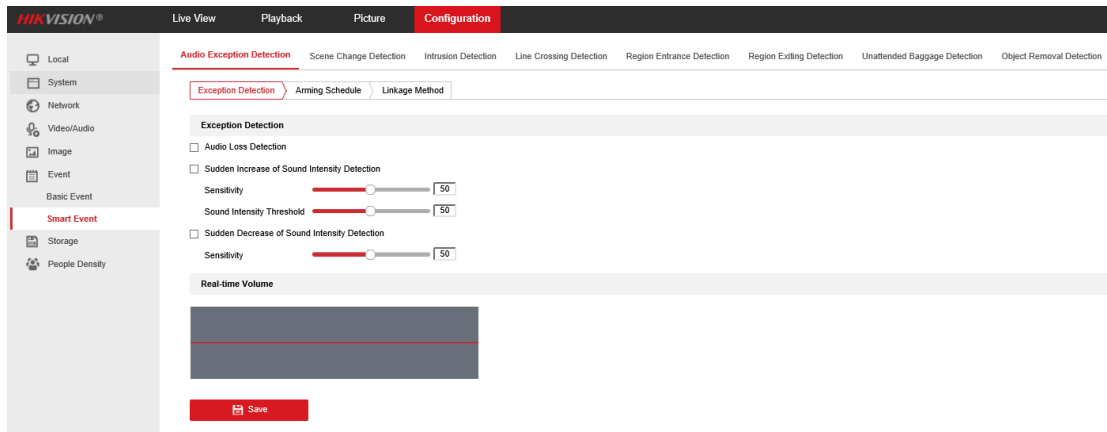 HIKVISION® Live View Playback Picture Configuration
Local
System
Network
Video/Audio
Image
Event
Basic Event
Smart Event
Storage
People Density
Audio Exception Detection Scene Change Detection Intrusion Detection Line Crossing Detection Region Entrance Detection Region Exiting Detection Unattended Baggage Detection Object Removal Detection
Exception Detection Arming Schedule Linkage Method
Exception Detection
Audio Loss Detection
Sudden Increase of Sound Intensity Detection
Sensitivity 50
Sound Intensity Threshold 50
Sudden Decrease of Sound Intensity Detection
Sensitivity 50
Real-time Volume
Save